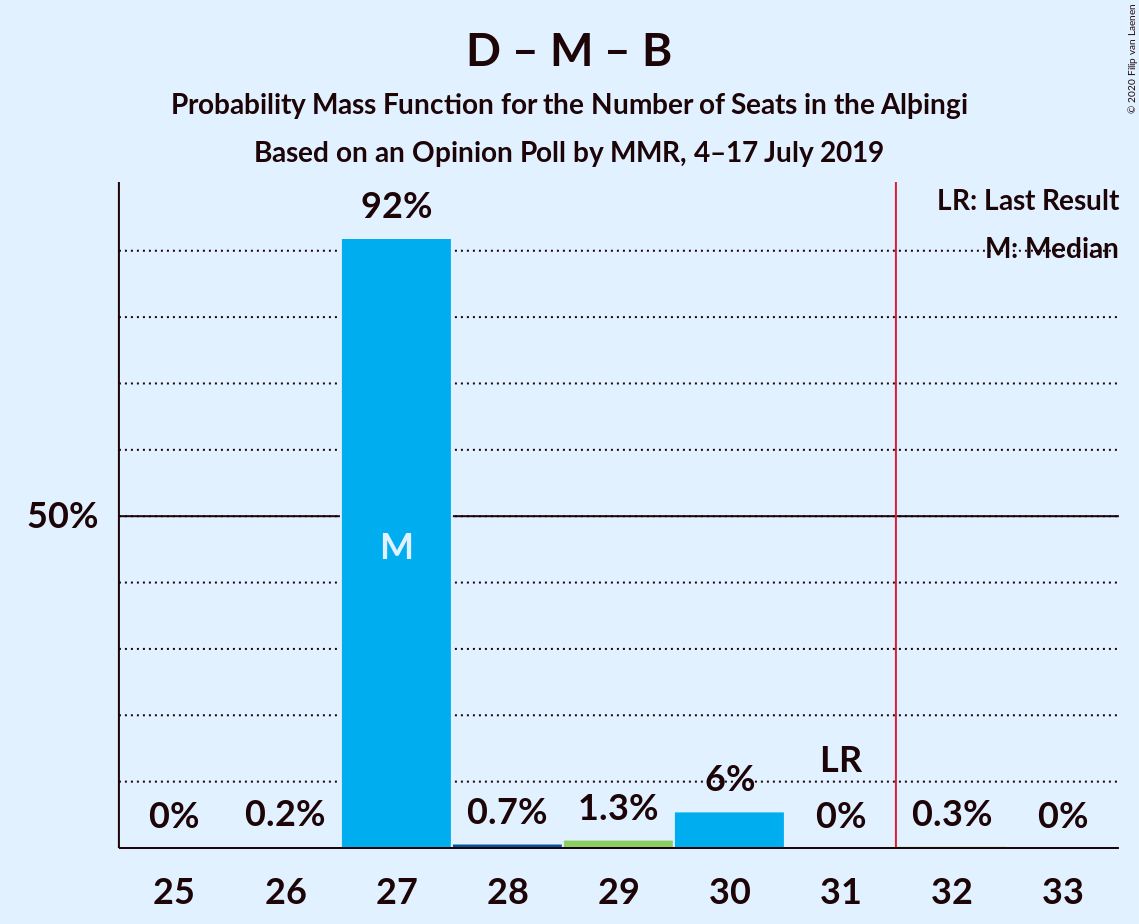 D – M – B
Probability Mass Function for the Number of Seats in the Alþingi
Based on an Opinion Poll by MMR, 4–17 July 2019
© 2020 Filip van Laenen
LR: Last Result
M: Median
92%
50%
M
LR
0%
0.2%
0.7%
1.3%
6%
0%
0.3%
0%
25
26
27
28
29
30
31
32
33